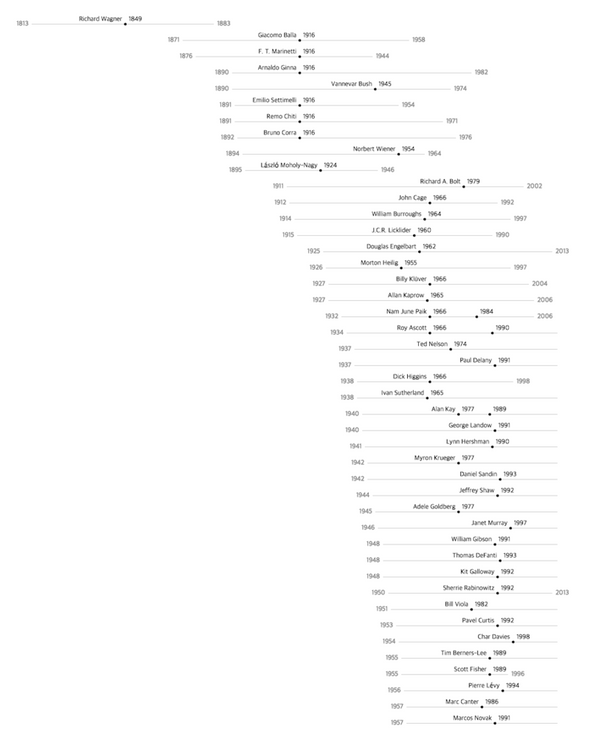 Richard Wagner 1849
1813 1883
Giacomo Balla 1916
1871 1958
F. T. Marinetti 1916
1876 1944
Arnaldo Ginna 1916
1890 1982
Vannevar Bush 1945
1890 1974
Emilio Settimelli 1916
1891 1954
Remo Chiti 1916
1891 1971
Bruno Corra 1916
1892 1976
Norbert Wiener 1954
1894 1964
László Moholy-Nagy 1924
1895 1946
Richard A. Bolt 1979
1911 2002
John Cage 1966
1912 1992
William Burroughs 1964
1914 1997
J.C.R. Licklider 1960
1915 1990
Douglas Engelbart 1962
1925 2013
Morton Heilig 1955
1926 1997
Billy Klüver 1966
1927 2004
Allan Kaprow 1965
1927 2006
Nam June Paik 1966 1984
1932 2006
Roy Ascott 1966 1990
1934
Ted Nelson 1974
1937
Paul Delany 1991
1937
Dick Higgins 1966
1938 1998
Ivan Sutherland 1965
1938
Alan Kay 1977 1989
1940
George Landow 1991
1940
Lynn Hershman 1990
1941
Myron Krueger 1977
1942
Daniel Sandin 1993
1942
Jeffrey Shaw 1992
1944
Adele Goldberg 1977
1945
Janet Murray 1997
1946
William Gibson 1991
1948
Thomas DeFanti 1993
1948
Kit Galloway 1992
1948
Sherrie Rabinowitz 1992
1950 2013
Bill Viola 1982
1951
Pavel Curtis 1992
1953
Char Davies 1998
1954
Tim Berners-Lee 1989
1955
Scott Fisher 1989
1955 1996
Pierre Lévy 1994
1956
Marc Canter 1986
1957
Marcos Novak 1991
1957